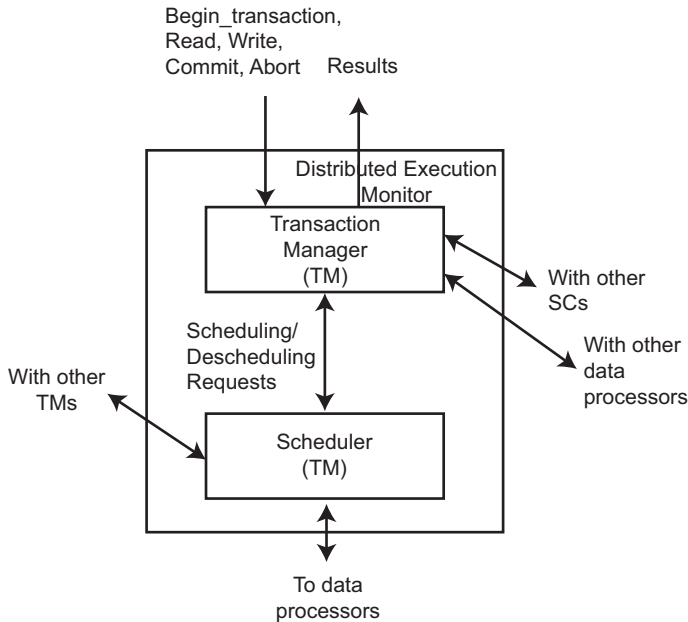 Begin_transaction,
Read, Write,
Commit, Abort
Results
Distributed Execution
Monitor
Transaction
Manager
(TM)
With other
SCs
Scheduling/
Descheduling
Requests
With other
data
processors
With other
TMs
Scheduler
(TM)
To data
processors